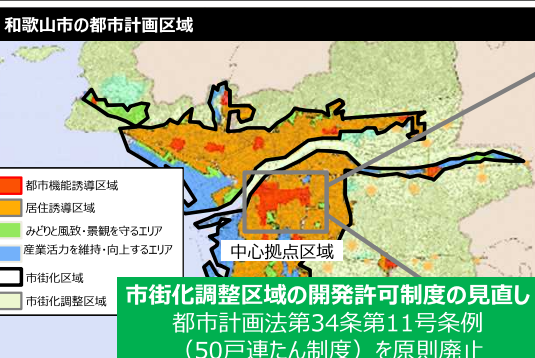 和歌山市の都市計画区域
都市機能誘導区域
居住誘導区域
みどりと風致・景観を守るエリア
産業活力を維持・向上するエリア
市街化区域
市街化調整区域
中心拠点区域
市街化調整区域の開発許可制度の見直し
都市計画法第34条第11号条例
（50戸連たん制度）を原則廃止